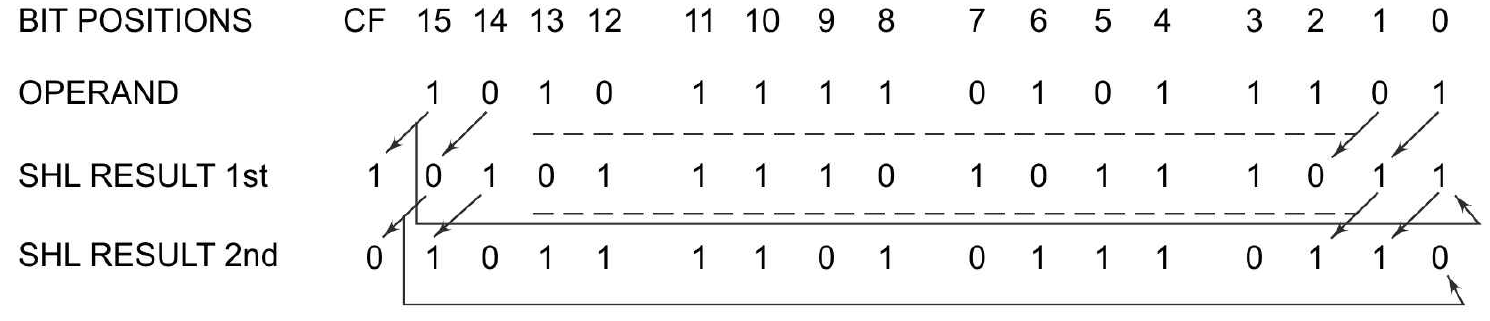 BIT POSITIONS CF 15 14 13 12 11 10 9 8 7 6 5 4 3 2 1 0
OPERAND 1 0 1 0 1 1 1 1 0 1 0 1 1 1 0 1
SHL RESULT 1st 1 0 1 0 1 1 1 1 0 1 0 1 1 1 0 1 1
SHL RESULT 2nd 0 1 0 1 1 1 1 0 1 0 1 1 1 0 1 1 0